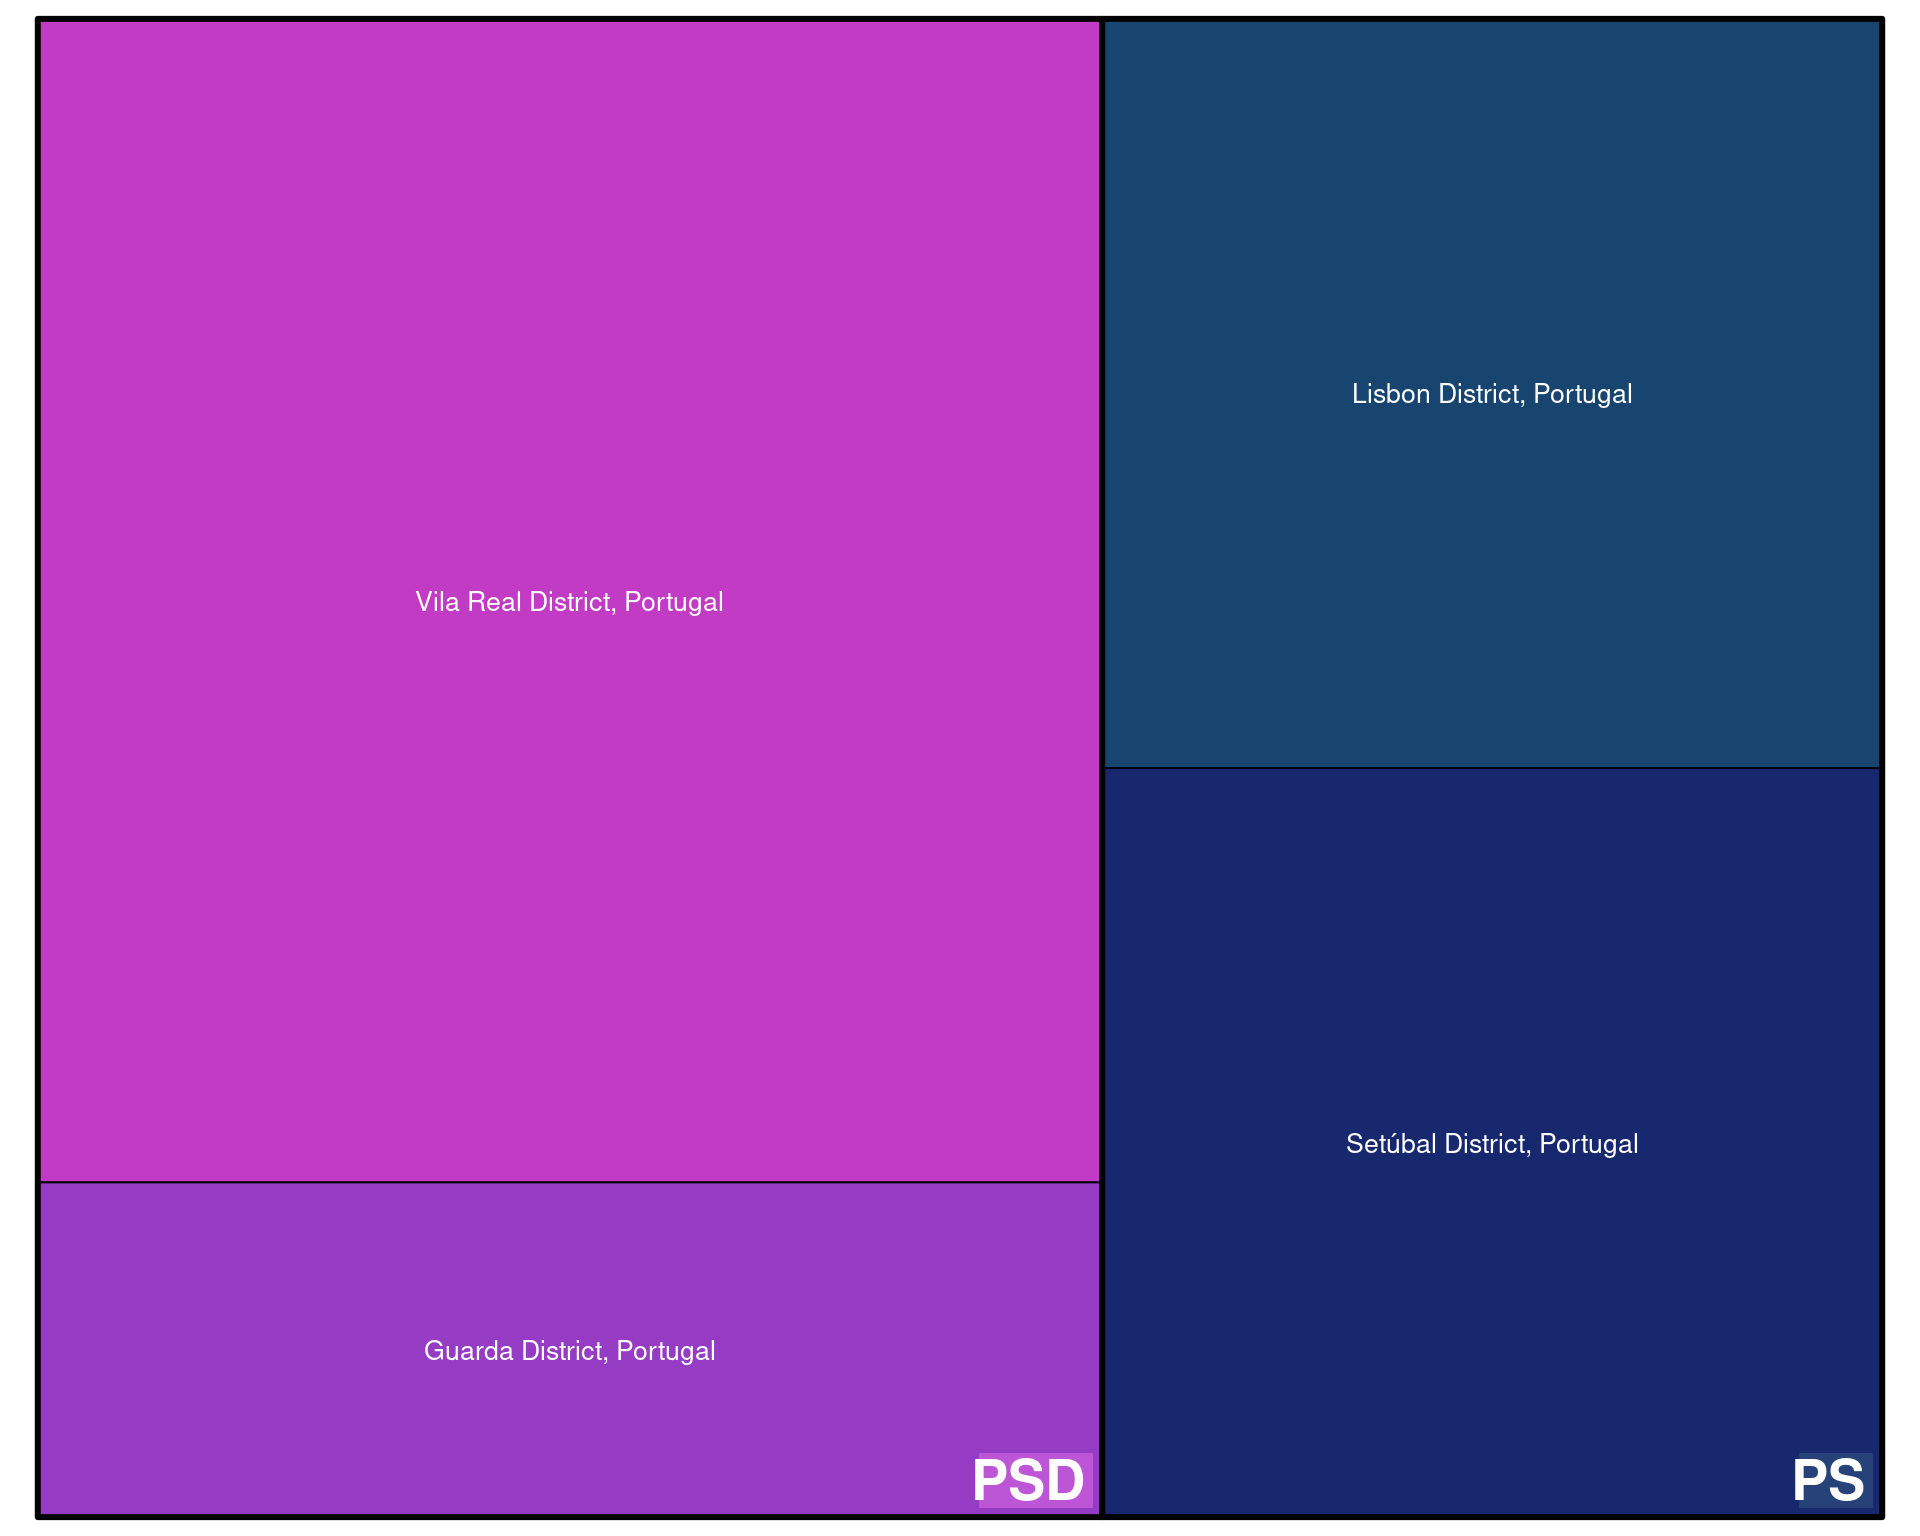 Vila Real District, Portugal
Guarda District, Portugal
PSD
Lisbon District, Portugal
Setúbal District, Portugal
PS